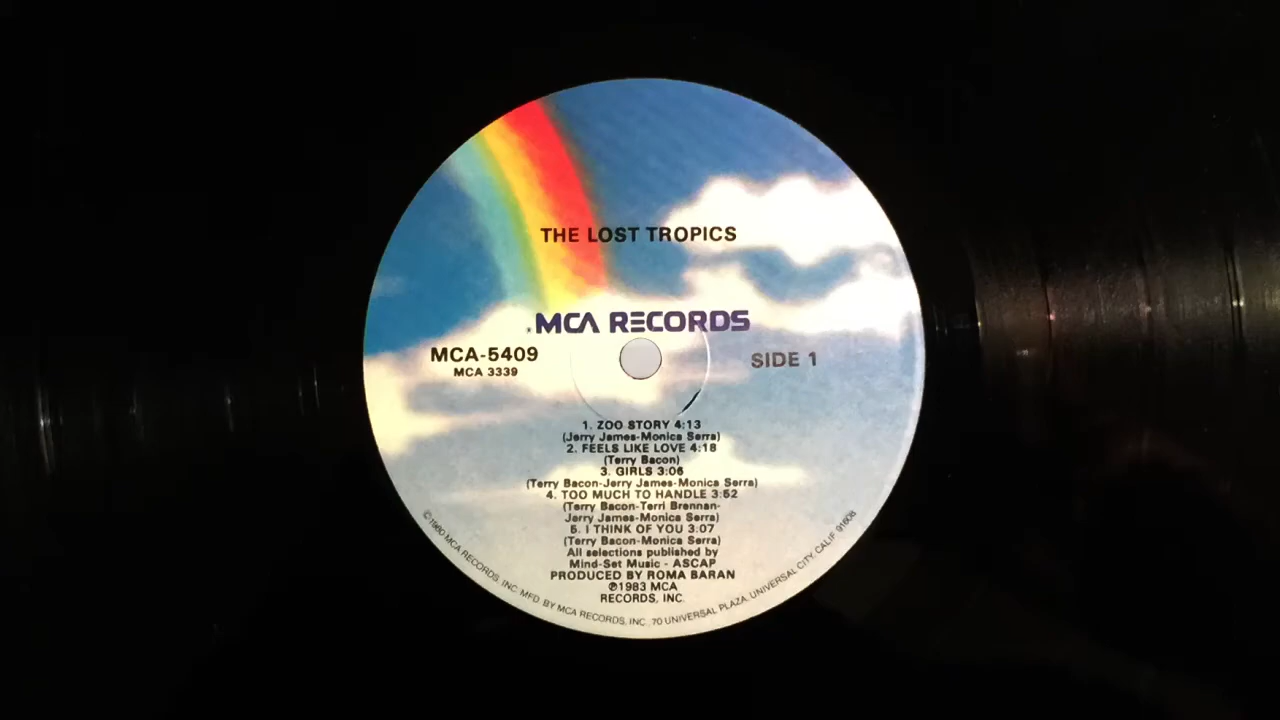 THE LOST TROPICS
MCA RECORDS
MCA-5409
MCA 3339
SIDE 1
1. ZOO STORY 4:13
(Jerry James-Monica Serra)
2. FEELS LIKE LOVE 4:18
(Terry Bacon)
3. GIRLS 3:06
(Terry Bacon-Jerry James-Monica Serra)
4. TOO MUCH TO HANDLE 3:52
(Terry Bacon-Terri Brennan-
Jerry James-Monica Serra)
5. I THINK OF YOU 3:07
(Terry Bacon-Monica Serra)
All selections published by
Mind-Set Music - ASCAP
PRODUCED BY ROMA BARAN
℗1983 MCA
RECORDS, INC.
©1980 MCA RECORDS, INC. MFD. BY MCA RECORDS, INC. 70 UNIVERSAL PLAZA, UNIVERSAL CITY, CALIF. 91608